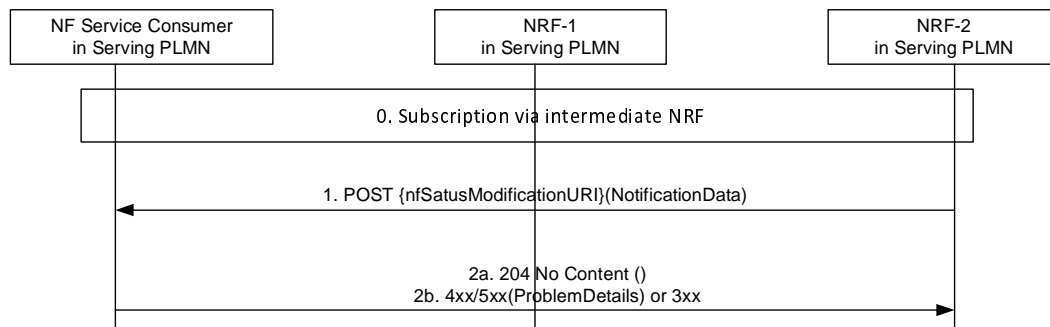 NF Service Consumer
in Serving PLMN
NRF-1
in Serving PLMN
NRF-2
in Serving PLMN
0. Subscription via intermediate NRF
1. POST {nfSatusModificationURI}(NotificationData)
2a. 204 No Content ()
2b. 4xx/5xx(ProblemDetails) or 3xx